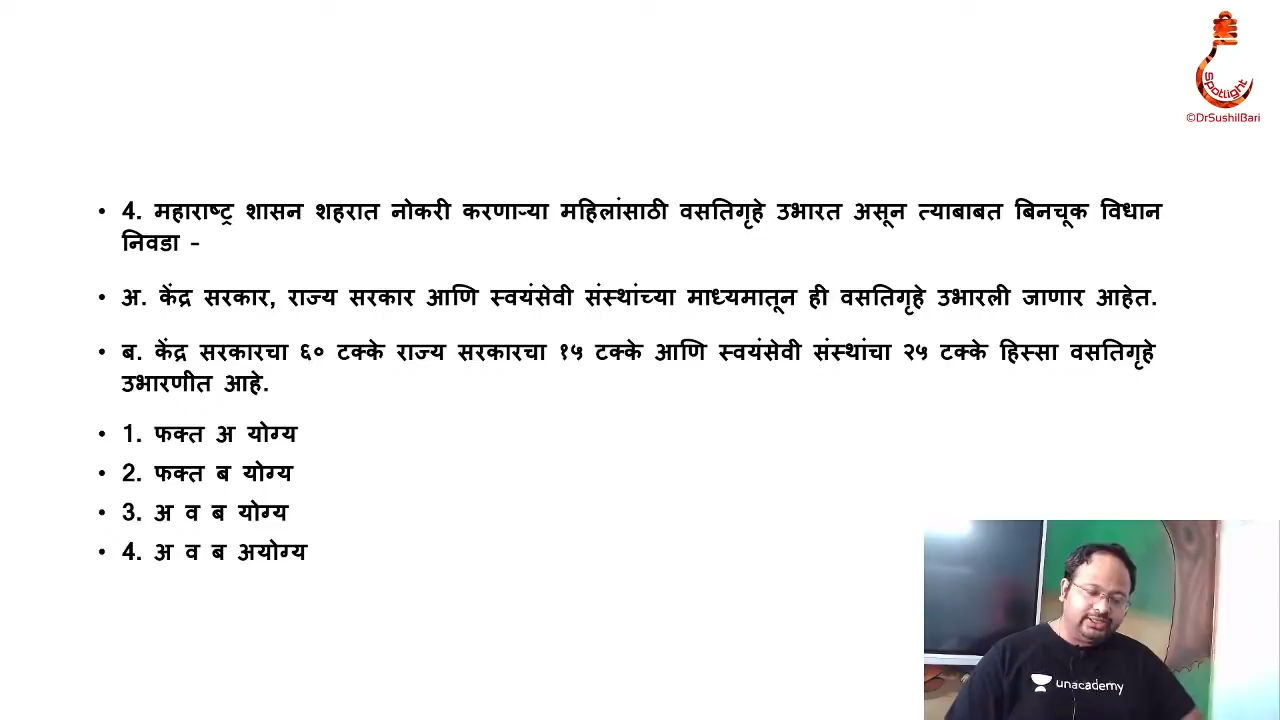 Spotlight
©DrSushilBari
• 4. महाराष्ट्र शासन शहरात नोकरी करणाऱ्या महिलांसाठी वसतिगृहे उभारत असून त्याबाबत बिनचूक विधान
निवडा -
• अ. केंद्र सरकार, राज्य सरकार आणि स्वयंसेवी संस्थांच्या माध्यमातून ही वसतिगृहे उभारली जाणार आहेत.
• ब. केंद्र सरकारचा ६० टक्के राज्य सरकारचा १५ टक्के आणि स्वयंसेवी संस्थांचा २५ टक्के हिस्सा वसतिगृहे
उभारणीत आहे.
• 1. फक्त अ योग्य
• 2. फक्त ब योग्य
• 3. अ व ब योग्य
• 4. अ व ब अयोग्य
unacademy